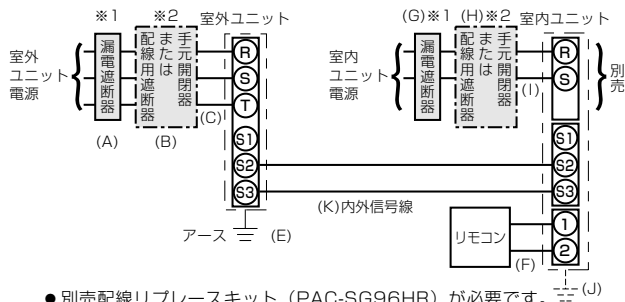 ※1
※2
室外ユニット
(G)※1
(H)※2
室内ユニット
室外
ユニット
電源
漏電遮断器
手元開閉器
または
配線用遮断器
R
S
T
S1
S2
S3
(A)
(B)
(C)
室内
ユニット
電源
漏電遮断器
手元開閉器
または
配線用遮断器
(I)
R
S
別売
S1
S2
S3
(K)内外信号線
アース
(E)
リモコン
1
2
(F)
(J)
●別売配線リプレースキット（PAC-SG96HR）が必要です。